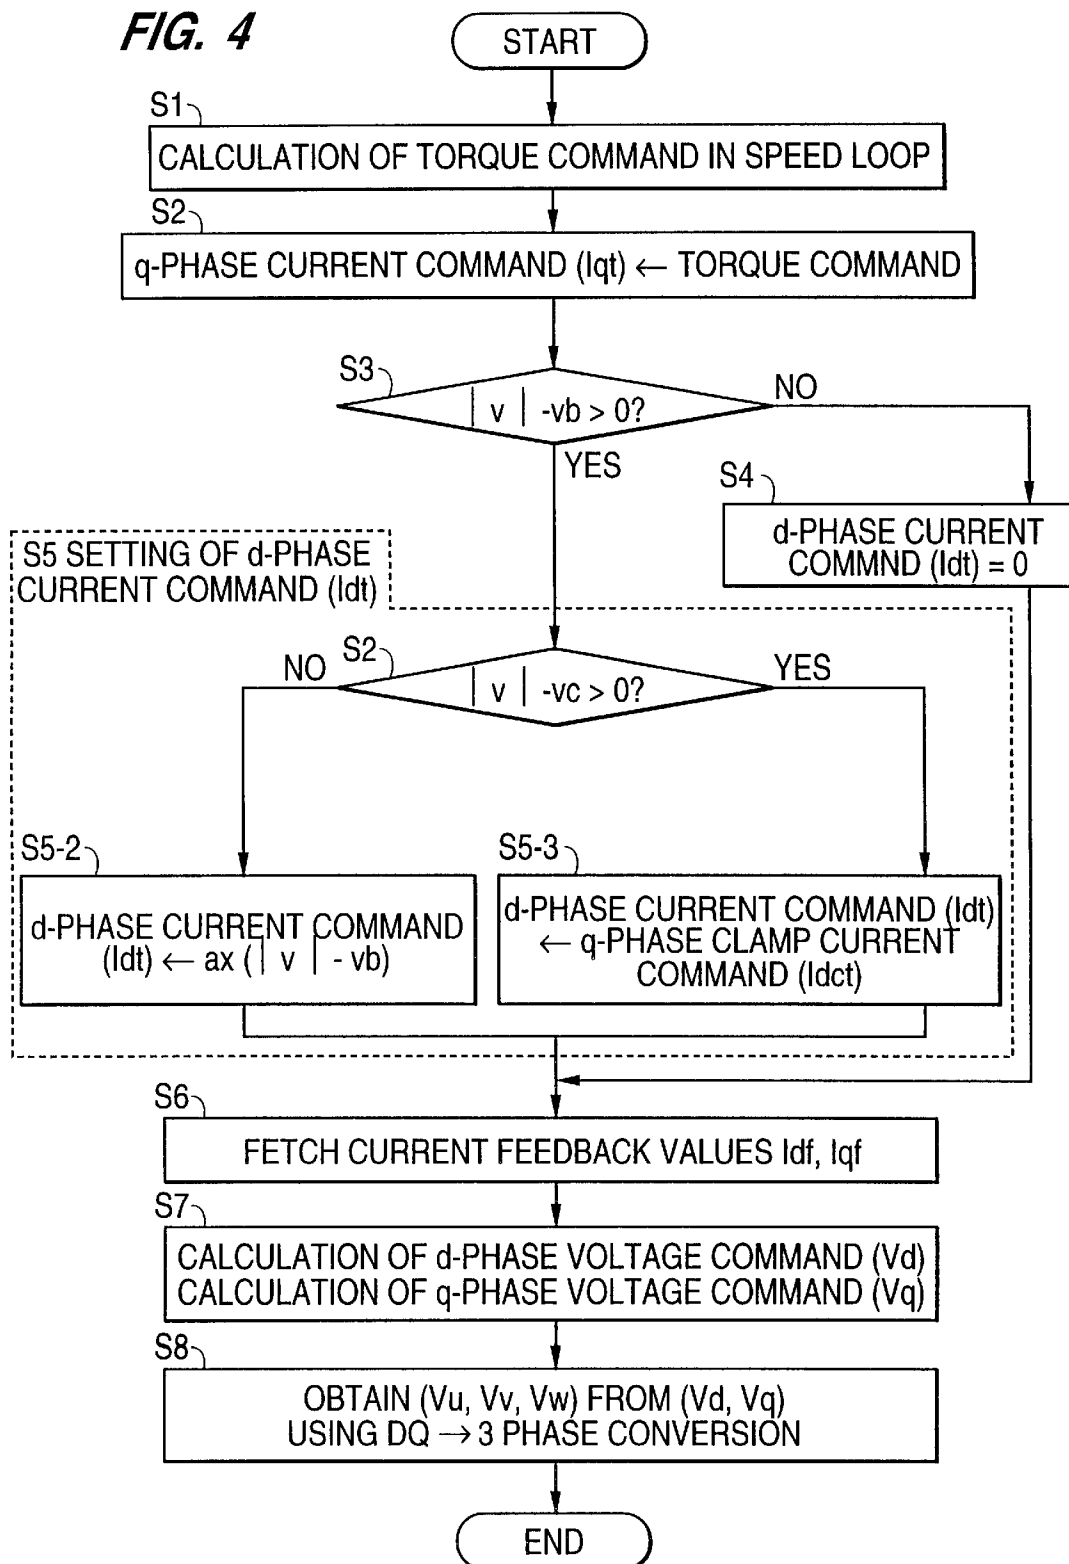 FIG. 4
START
S1
CALCULATION OF TORQUE COMMAND IN SPEED LOOP
S2
q-PHASE CURRENT COMMAND (Iqt) ← TORQUE COMMAND
S3
| v | -vb > 0?
NO
YES
S4
d-PHASE CURRENT
COMMND (Idt) = 0
S5 SETTING OF d-PHASE
CURRENT COMMAND (Idt)
S2
NO
| v | -vc > 0?
YES
S5-2
d-PHASE CURRENT COMMAND
(Idt) ← ax (| v | - vb)
S5-3
d-PHASE CURRENT COMMAND (Idt)
← q-PHASE CLAMP CURRENT
COMMAND (Idct)
S6
FETCH CURRENT FEEDBACK VALUES Idf, Iqf
S7
CALCULATION OF d-PHASE VOLTAGE COMMAND (Vd)
CALCULATION OF q-PHASE VOLTAGE COMMAND (Vq)
S8
OBTAIN (Vu, Vv, Vw) FROM (Vd, Vq)
USING DQ → 3 PHASE CONVERSION
END